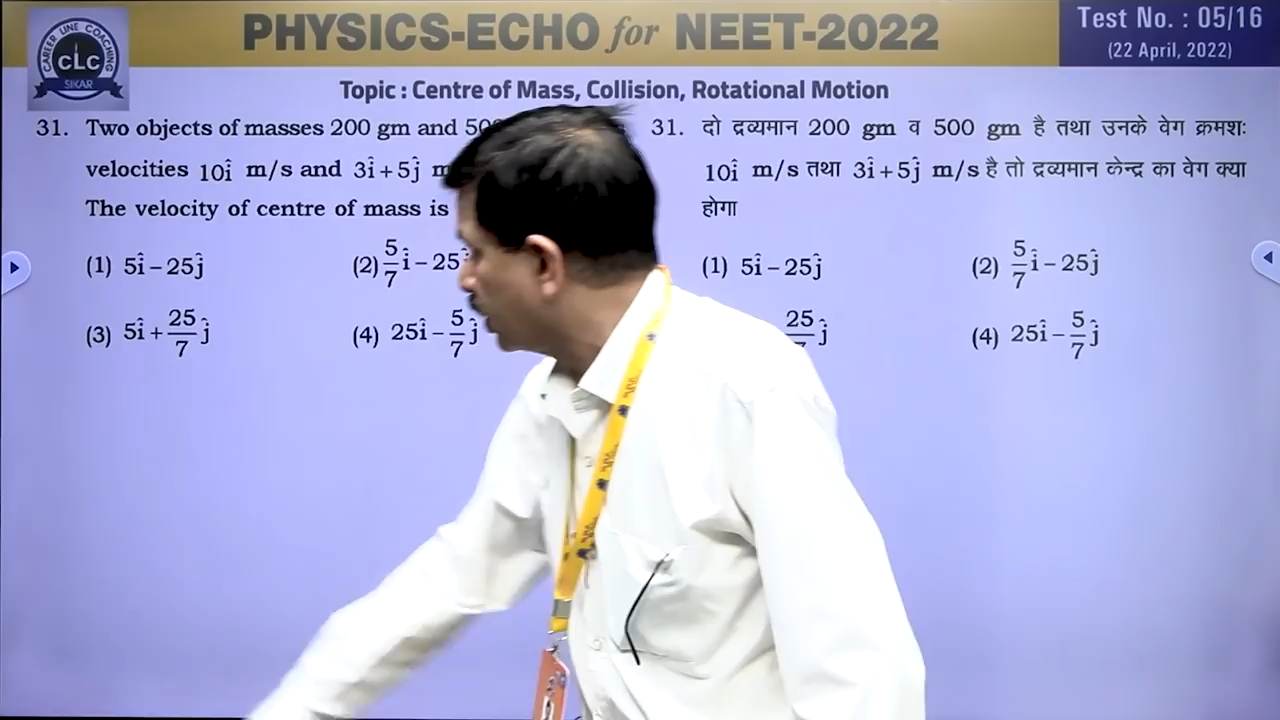 PHYSICS-ECHO for NEET-2022
Test No. : 05/16
(22 April, 2022)
CAREER LINE COACHING
CLC
SIKAR
Topic : Centre of Mass, Collision, Rotational Motion
31. Two objects of masses 200 gm and
velocities 10î m/s and 3î + 5ĵ
The velocity of centre of mass is
(1) 5î − 25ĵ
(2) 5/7 î − 25
(3) 5î + 25/7 ĵ
(4) 25î − 5/7 ĵ
31. दो द्रव्यमान 200 gm व 500 gm है तथा उनके वेग क्रमशः
10î m/s तथा 3î + 5ĵ m/s है तो द्रव्यमान केन्द्र का वेग क्या
होगा
(1) 5î − 25ĵ
(2) 5/7 î − 25ĵ
25/7 ĵ
(4) 25î − 5/7 ĵ